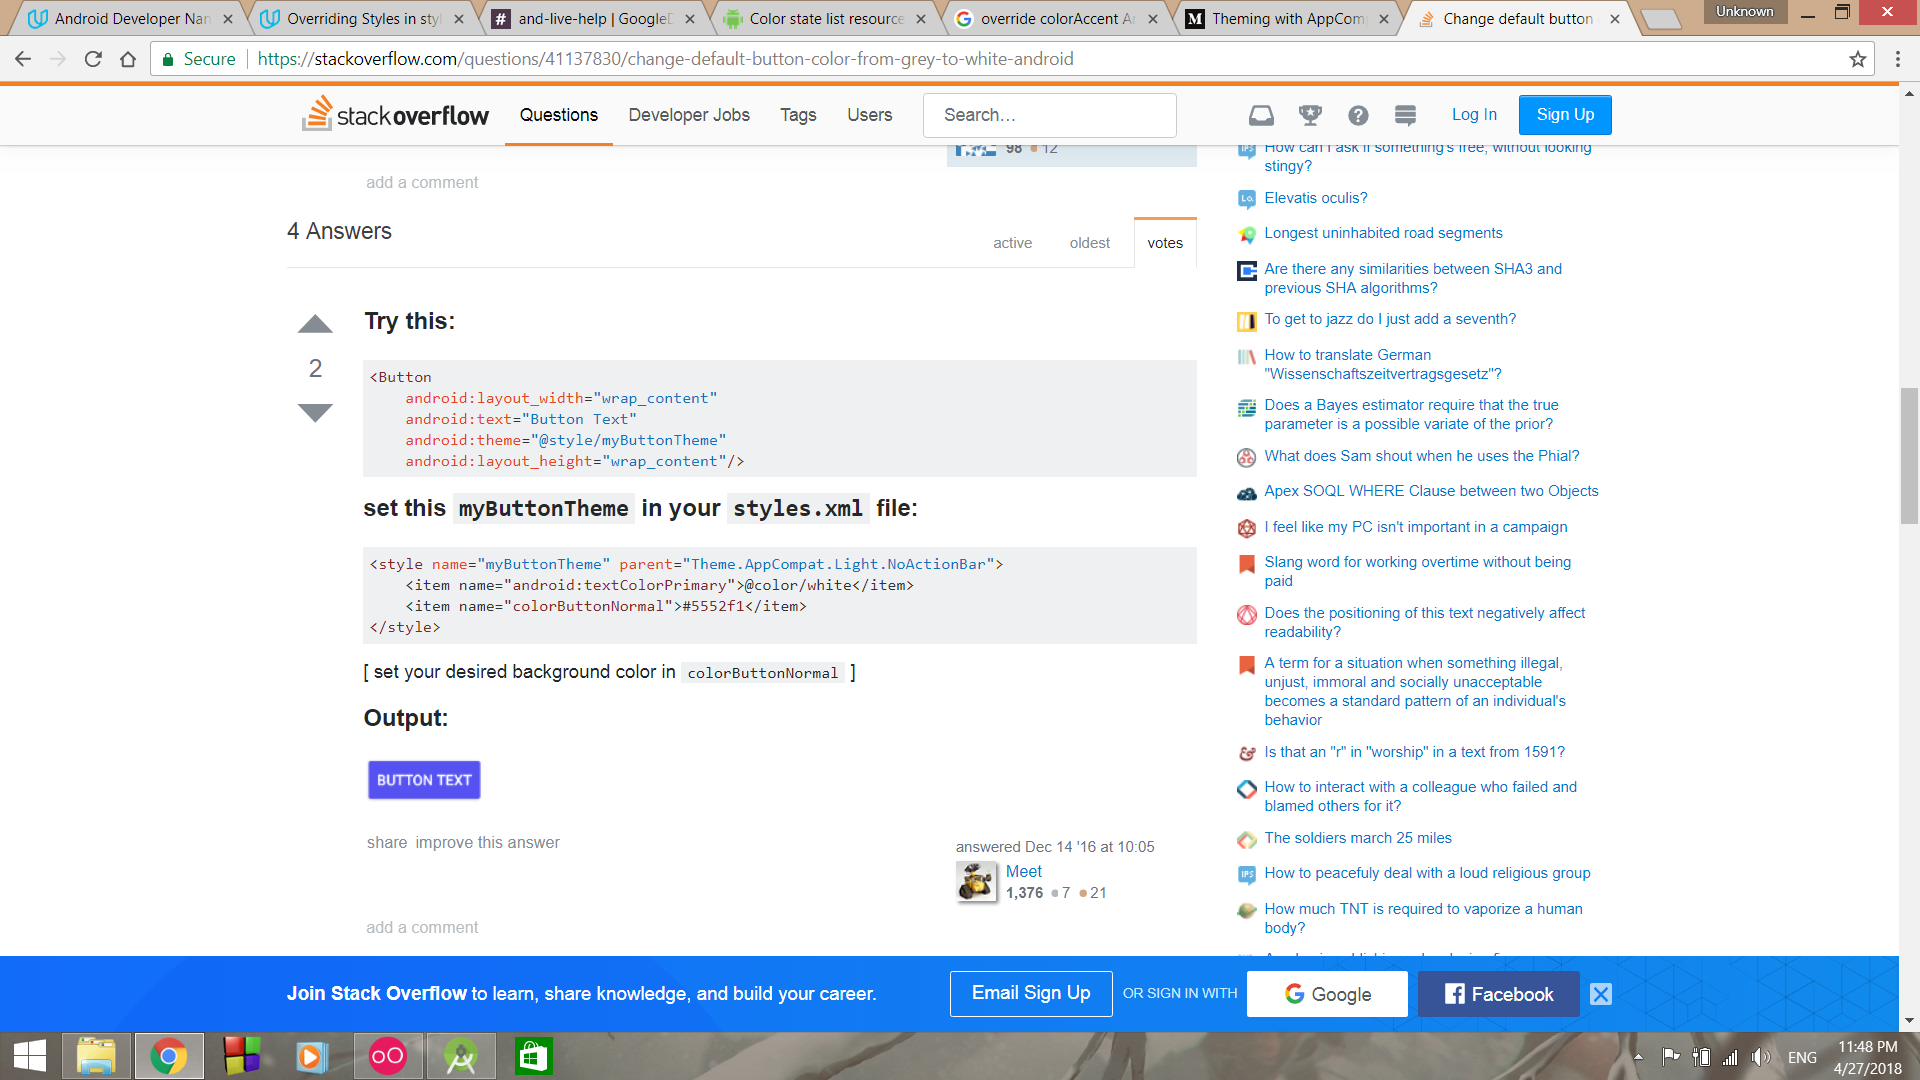 Android Developer Nan
Overriding Styles in sty
and-live-help | GoogleD
Color state list resource
override colorAccent A
Theming with AppCom
Change default button
Unknown
Secure
https://stackoverflow.com/questions/41137830/change-default-button-color-from-grey-to-white-android
stackoverflow
Questions
Developer Jobs
Tags
Users
Search…
Log In
Sign Up
98 12
add a comment
4 Answers
active
oldest
votes
2
Try this:
<Button
android:layout_width="wrap_content"
android:text="Button Text"
android:theme="@style/myButtonTheme"
android:layout_height="wrap_content"/>
set this myButtonTheme in your styles.xml file:
<style name="myButtonTheme" parent="Theme.AppCompat.Light.NoActionBar">
<item name="android:textColorPrimary">@color/white</item>
<item name="colorButtonNormal">#5552f1</item>
</style>
[ set your desired background color in colorButtonNormal ]
Output:
BUTTON TEXT
share improve this answer
answered Dec 14 '16 at 10:05
Meet
1,376 7 21
add a comment
How can I ask if something's free, without looking
stingy?
Elevatis oculis?
Longest uninhabited road segments
Are there any similarities between SHA3 and
previous SHA algorithms?
To get to jazz do I just add a seventh?
How to translate German
"Wissenschaftszeitvertragsgesetz"?
Does a Bayes estimator require that the true
parameter is a possible variate of the prior?
What does Sam shout when he uses the Phial?
Apex SOQL WHERE Clause between two Objects
I feel like my PC isn't important in a campaign
Slang word for working overtime without being
paid
Does the positioning of this text negatively affect
readability?
A term for a situation when something illegal,
unjust, immoral and socially unacceptable
becomes a standard pattern of an individual's
behavior
Is that an "r" in "worship" in a text from 1591?
How to interact with a colleague who failed and
blamed others for it?
The soldiers march 25 miles
How to peacefuly deal with a loud religious group
How much TNT is required to vaporize a human
body?
Join Stack Overflow to learn, share knowledge, and build your career.
Email Sign Up
OR SIGN IN WITH
Google
Facebook
ENG
11:48 PM
4/27/2018